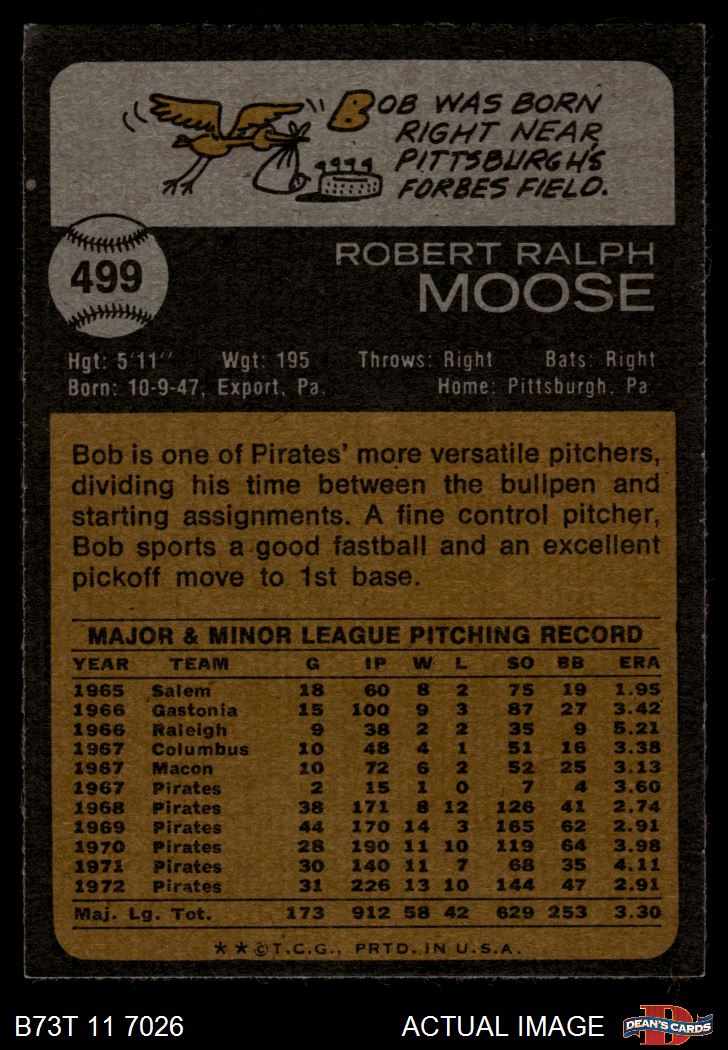 BOB WAS BORN
RIGHT NEAR
PITTSBURGH'S
FORBES FIELD.
499
ROBERT RALPH
MOOSE
Hgt: 5'11" Wgt: 195 Throws: Right Bats: Right
Born: 10-9-47, Export, Pa. Home: Pittsburgh, Pa
Bob is one of Pirates' more versatile pitchers,
dividing his time between the bullpen and
starting assignments. A fine control pitcher,
Bob sports a good fastball and an excellent
pickoff move to 1st base.
MAJOR & MINOR LEAGUE PITCHING RECORD
YEAR TEAM G IP W L SO BB ERA
1965 Salem 18 60 8 2 75 19 1.95
1966 Gastonia 15 100 9 3 87 27 3.42
1966 Raleigh 9 38 2 2 35 9 5.21
1967 Columbus 10 48 4 1 51 16 3.38
1967 Macon 10 72 6 2 52 25 3.13
1967 Pirates 2 15 1 0 7 4 3.60
1968 Pirates 38 171 8 12 126 41 2.74
1969 Pirates 44 170 14 3 165 62 2.91
1970 Pirates 28 190 11 10 119 64 3.98
1971 Pirates 30 140 11 7 68 35 4.11
1972 Pirates 31 226 13 10 144 47 2.91
Maj. Lg. Tot. 173 912 58 42 629 253 3.30
**©T.C.G., PRTD. IN U.S.A.
B73T 11 7026 ACTUAL IMAGE
D
DEAN'S CARDS